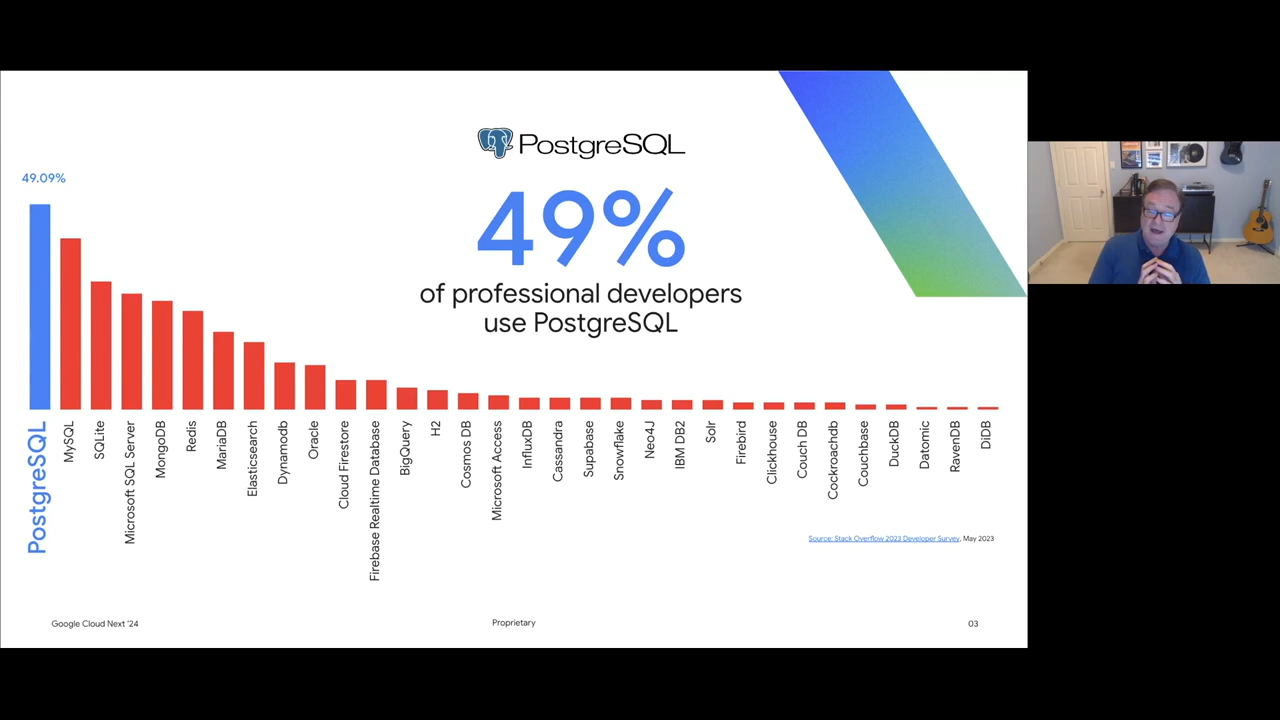 PostgreSQL
49%
of professional developers
use PostgreSQL
49.09%
PostgreSQL
MySQL
SQLite
Microsoft SQL Server
MongoDB
Redis
MariaDB
Elasticsearch
Dynamodb
Oracle
Cloud Firestore
Firebase Realtime Database
BigQuery
H2
Cosmos DB
Microsoft Access
InfluxDB
Cassandra
Supabase
Snowflake
Neo4J
IBM DB2
Solr
Firebird
Clickhouse
Couch DB
Cockroachdb
Couchbase
DuckDB
Datomic
RavenDB
DiDB
Source: Stack Overflow 2023 Developer Survey, May 2023
Google Cloud Next '24
Proprietary
03